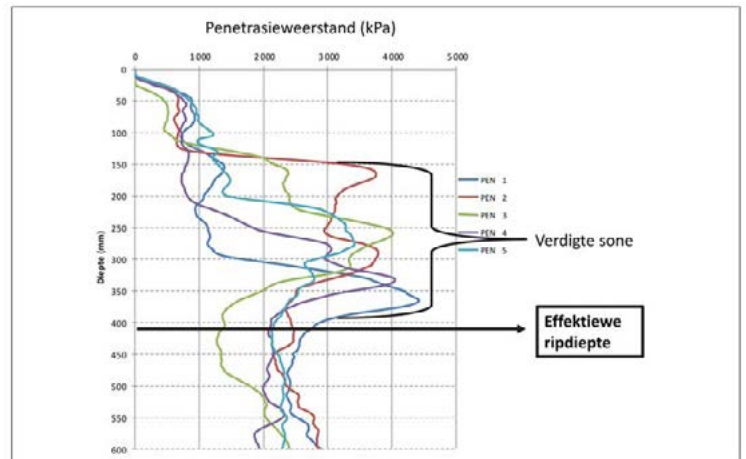 Penetrasieweerstand (kPa)
0 1000 2000 3000 4000 5000
0
50
100
150
200
250
300
350
400
450
500
550
600
Diepte (mm)
PEN 1
PEN 2
PEN 3
PEN 4
PEN 5
Verdigte sone
Effektiewe
ripdiepte